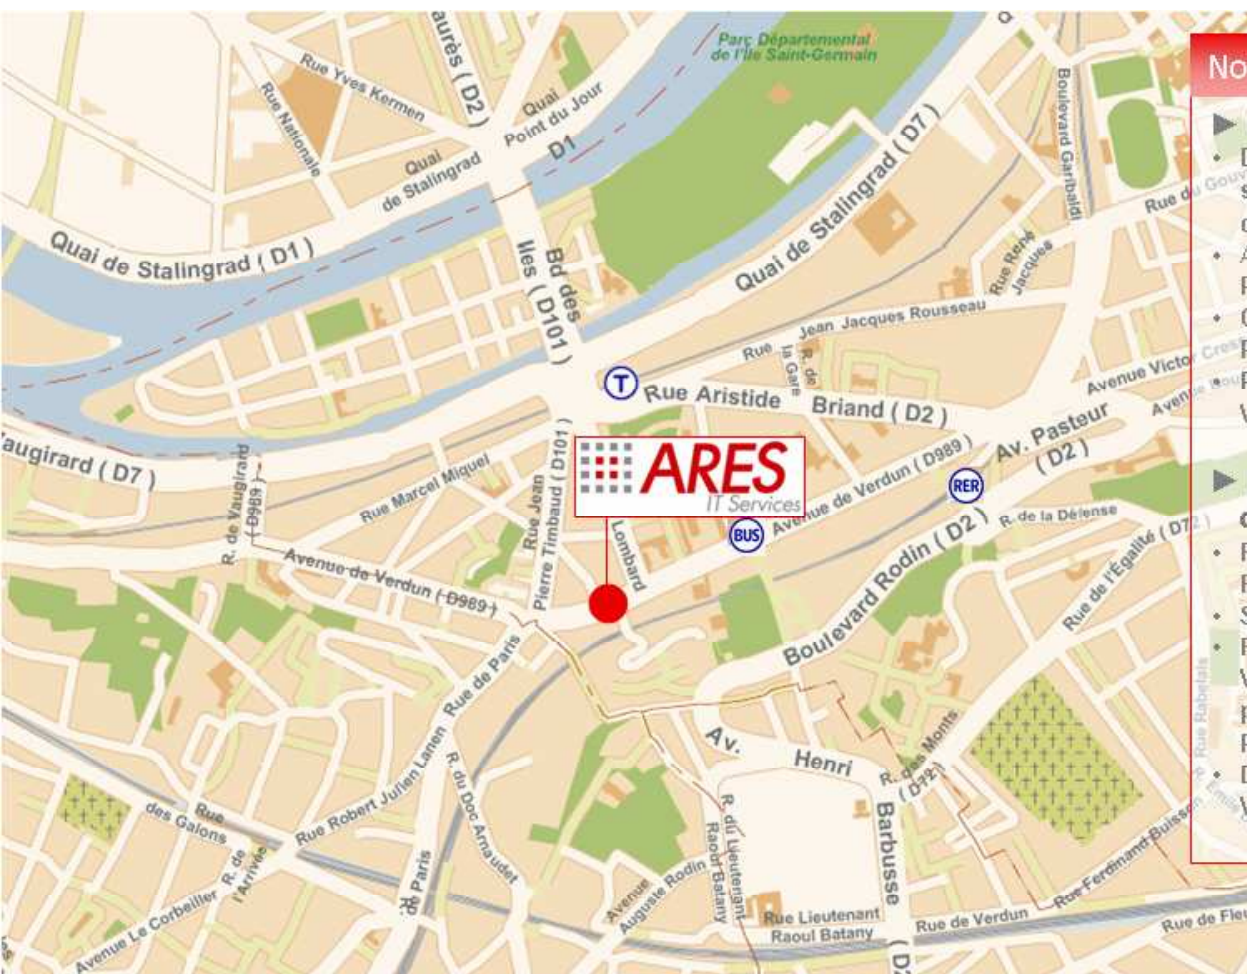 Parc Départemental
de l'Île Saint-Germain
aurès ( D2 )
Rue Yves Kermen
Rue Nationale
Quai
Point du Jour
D1
Quai
de Stalingrad
Quai de Stalingrad ( D1 )
Bd des
Iles ( D101 )
Quai de Stalingrad ( D7 )
Boulevard Garibaldi
Rue du Gouv
Rue René
Jacques
Rue Jean Jacques Rousseau
R. de
la Gare
T
Rue Aristide Briand ( D2 )
Avenue Victor Cress
Av. Pasteur
( D2 )
augirard ( D7 )
R. de Vaugirard
( D989 )
Rue Marcel Miquel
Rue Jean
Pierre Timbaud ( D101 )
ARES
IT Services
Lombard
BUS
Avenue de Verdun ( D989 )
RER
R. de la Défense
Rue de l'Égalité ( D72 )
Boulevard Rodin ( D2 )
Avenue de Verdun ( D989 )
Rue de Paris
Rue Robert Julien Lanen
R. du Doc Arnaudet
Rue
des Galons
R. de
l'Arrivée
Avenue Le Corbeiller
R. de Paris
Avenue
Auguste Rodin
R. du Lieutenant
Raoul Batany
Av. Henri Barbusse
R. des Monts
( D72 )
Rue Lieutenant
Raoul Batany
Rue de Verdun
Rue Ferdinand Buisson
Rue Rabelais
Rue de Fleu
No